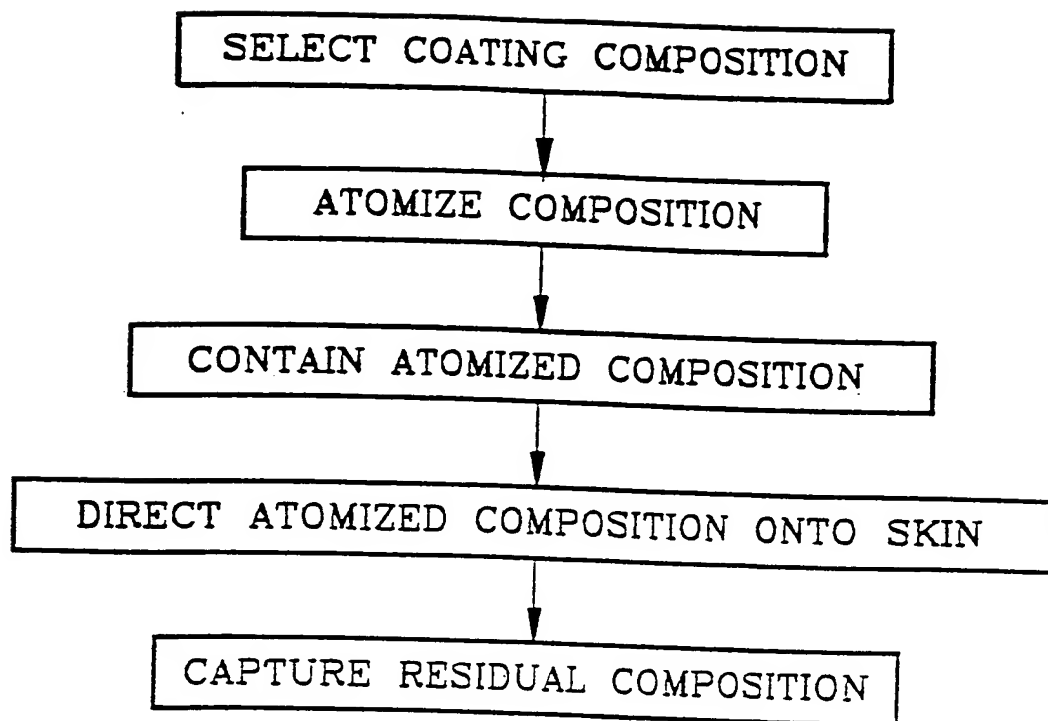 SELECT COATING COMPOSITION
ATOMIZE COMPOSITION
CONTAIN ATOMIZED COMPOSITION
DIRECT ATOMIZED COMPOSITION ONTO SKIN
CAPTURE RESIDUAL COMPOSITION